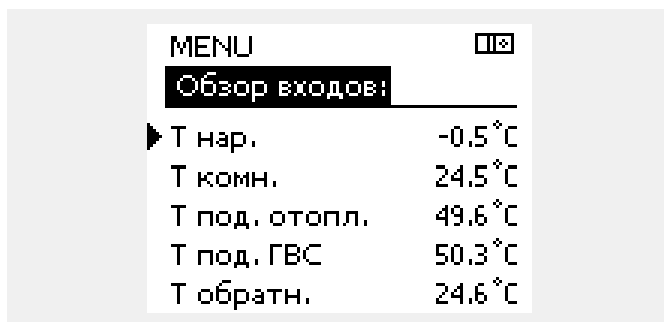 MENU
Обзор входов:
Т нар. -0.5°C
Т комн. 24.5°C
Т под. отопл. 49.6°C
Т под. ГВС 50.3°C
Т обратн. 24.6°C